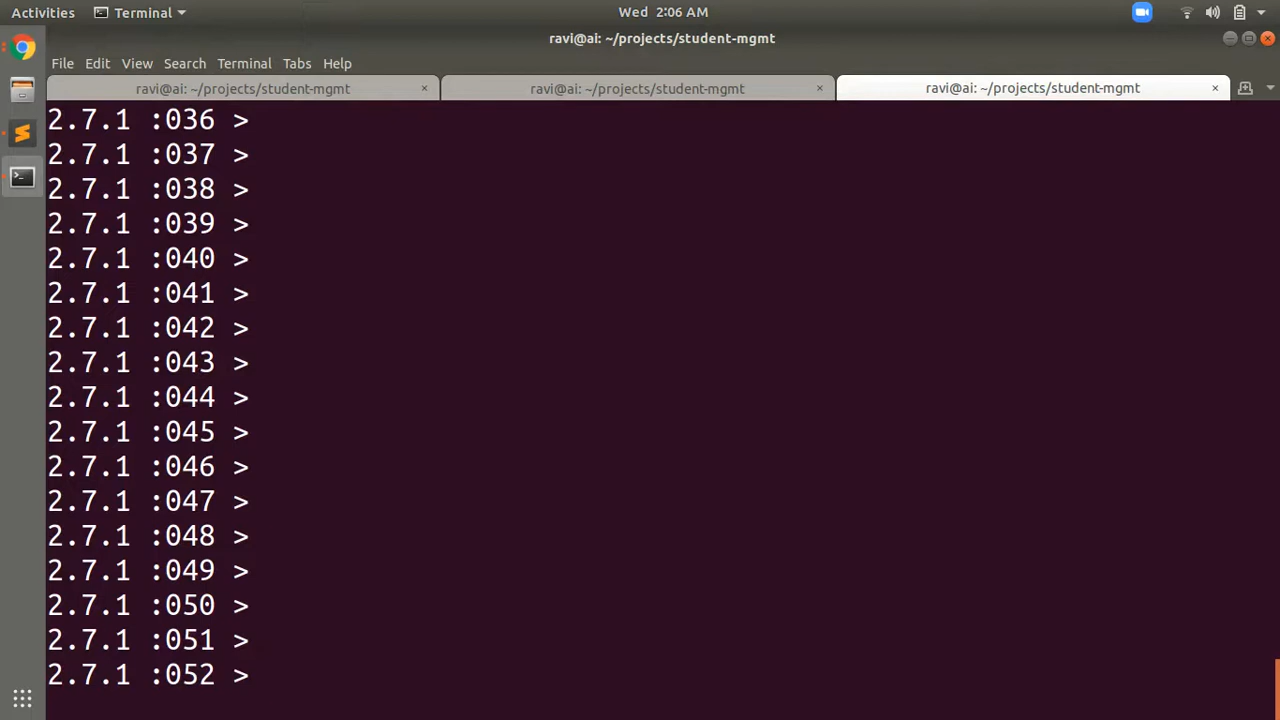 Activities Terminal Wed 2:06 AM
ravi@ai: ~/projects/student-mgmt
File Edit View Search Terminal Tabs Help
ravi@ai: ~/projects/student-mgmt × ravi@ai: ~/projects/student-mgmt × ravi@ai: ~/projects/student-mgmt ×
2.7.1 :036 >
2.7.1 :037 >
2.7.1 :038 >
2.7.1 :039 >
2.7.1 :040 >
2.7.1 :041 >
2.7.1 :042 >
2.7.1 :043 >
2.7.1 :044 >
2.7.1 :045 >
2.7.1 :046 >
2.7.1 :047 >
2.7.1 :048 >
2.7.1 :049 >
2.7.1 :050 >
2.7.1 :051 >
2.7.1 :052 >